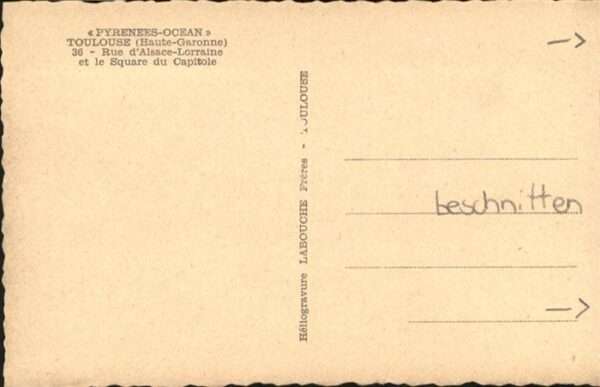 « PYRENEES-OCEAN »
TOULOUSE (Haute-Garonne)
36 - Rue d'Alsace-Lorraine
et le Square du Capitole
Héliogravure LABOUCHE Frères - TOULOUSE
beschnitten